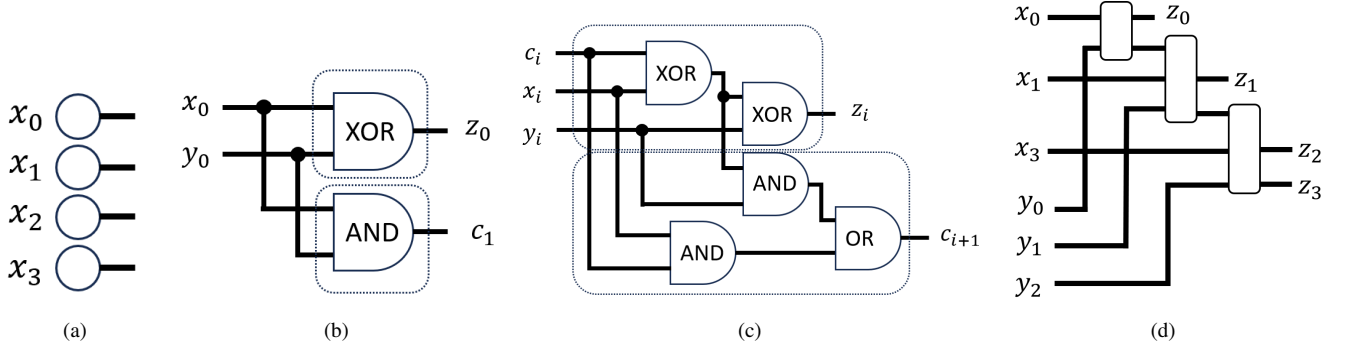 x₀
x₁
x₂
x₃
(a)
x₀
y₀
XOR
z₀
AND
c₁
(b)
cᵢ
xᵢ
yᵢ
XOR
XOR
zᵢ
AND
AND
OR
cᵢ₊₁
(c)
x₀
z₀
x₁
z₁
x₃
z₂
z₃
y₀
y₁
y₂
(d)